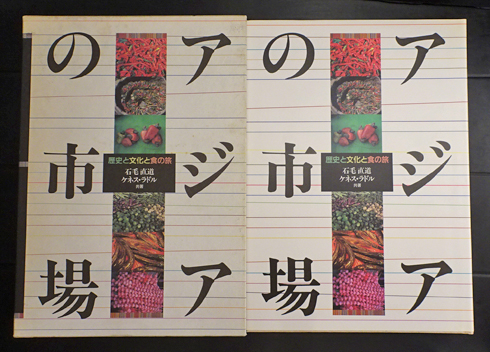 アジア
の市場
歴史と文化と食の旅
石毛直道
ケネス・ラドル
共著
アジア
の市場
歴史と文化と食の旅
石毛直道
ケネス・ラドル
共著